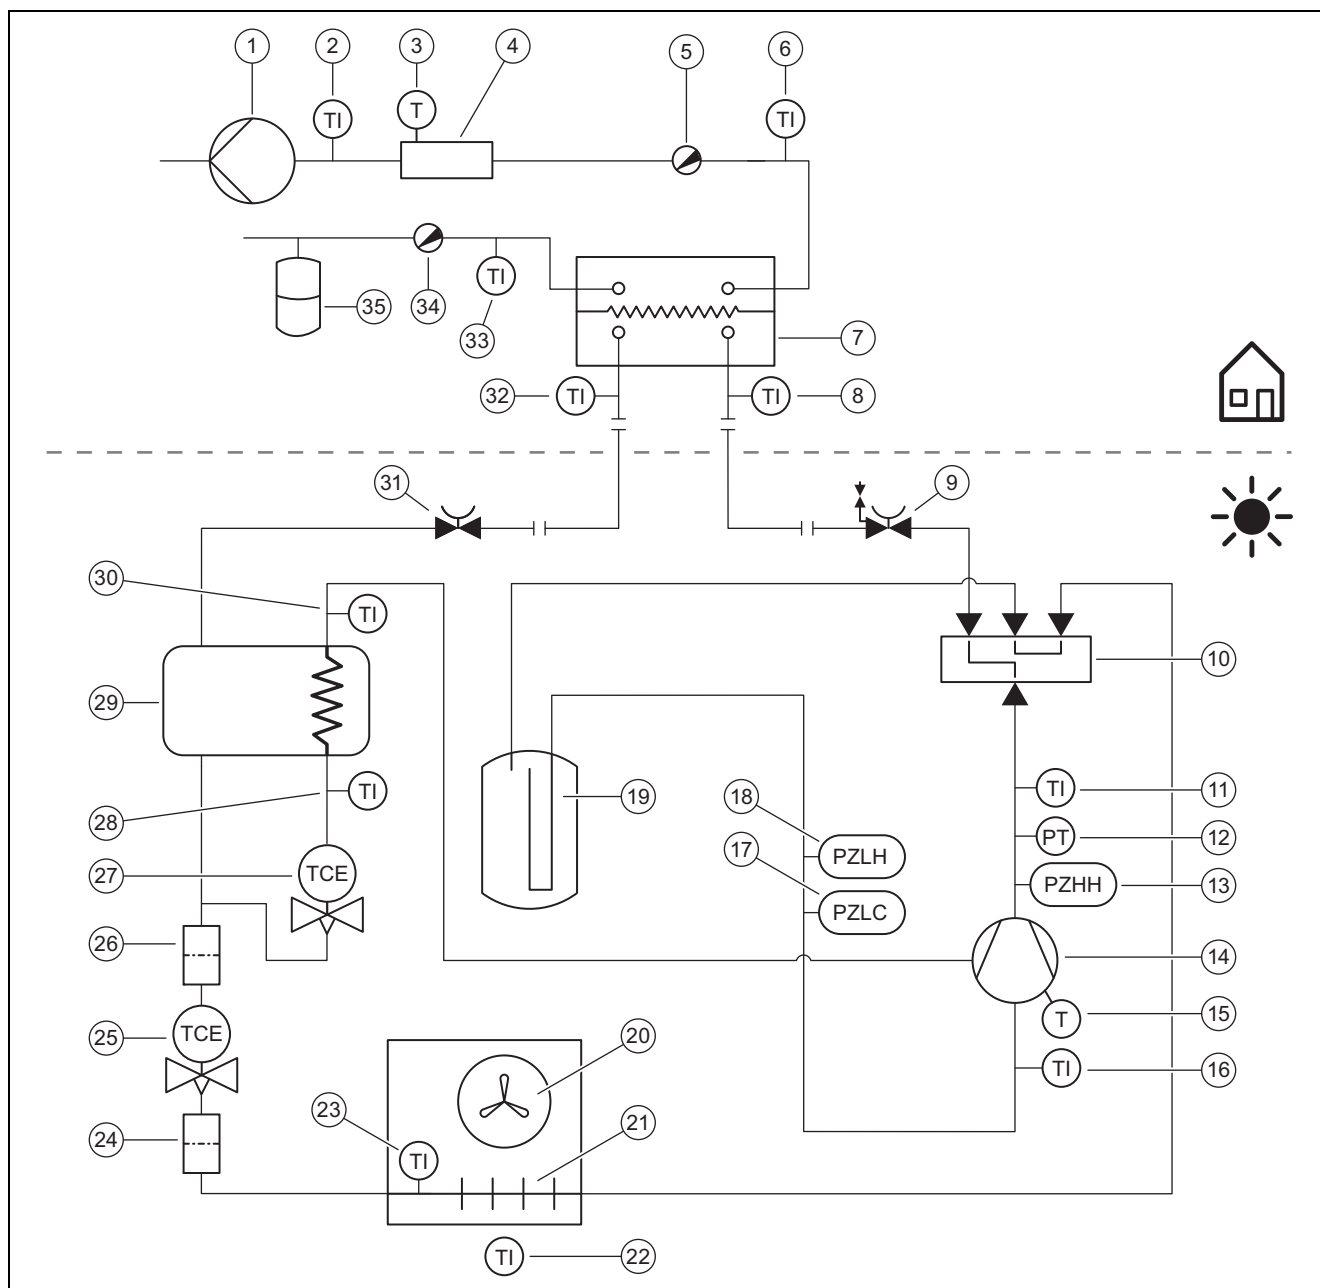 1 2 3 4 5 6
TI T TI
TI
35 34 33 7
32 TI TI 8
31 9
30 TI
10
29
28 TI 19 18 TI 11
PZLH PT 12
27 TCE 17 PZLC PZHH 13
26 14
25 TCE 20 T 15
TI 16
24 23 TI 21
TI 22